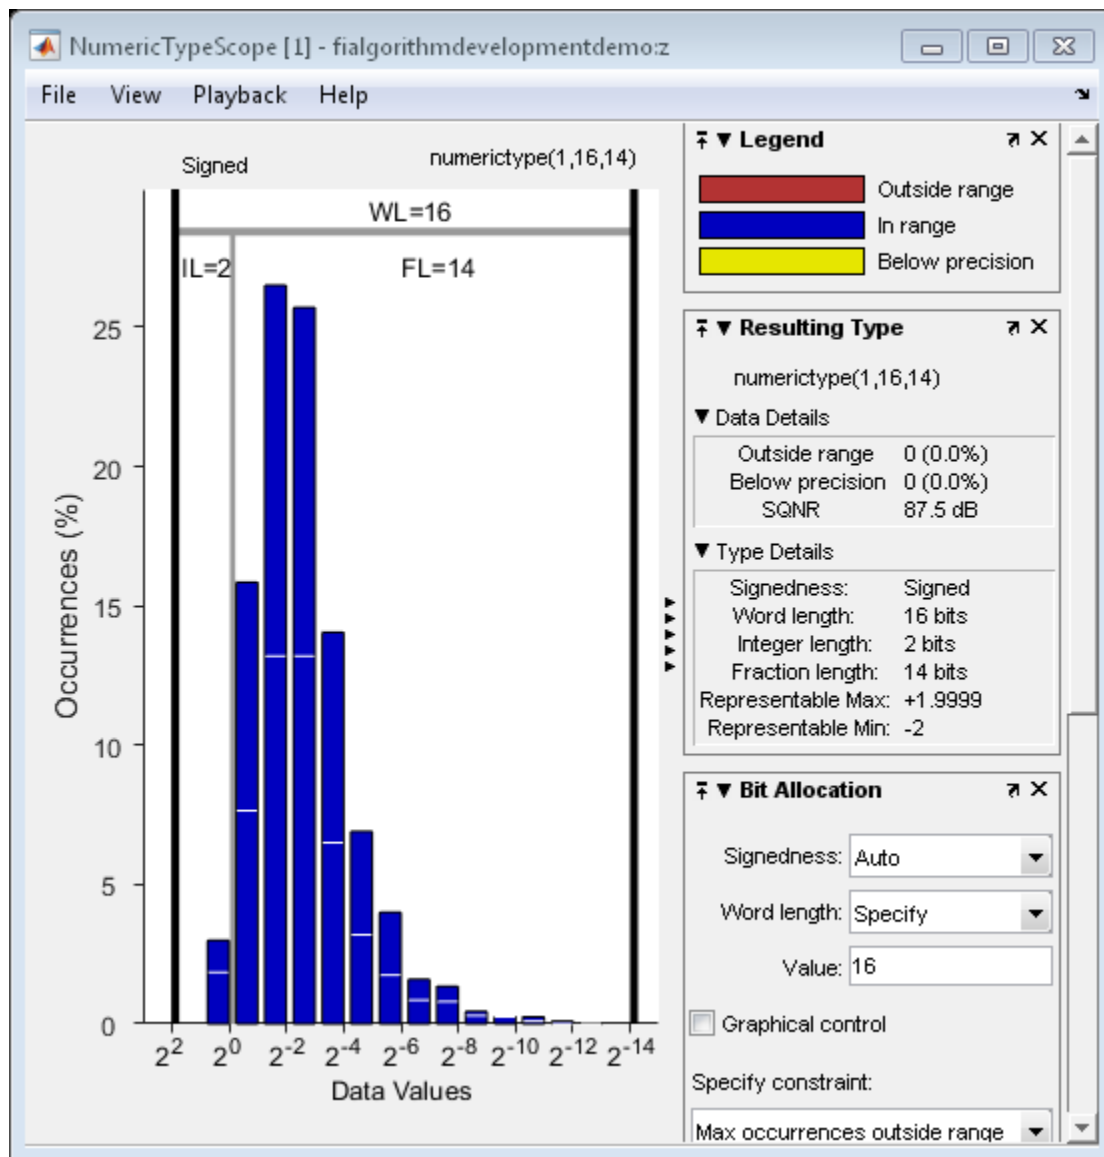 NumericTypeScope [1] - fialgorithmdevelopmentdemo:z
File View Playback Help
Signed numerictype(1,16,14)
WL=16
IL=2 FL=14
Occurrences (%)
25
20
15
10
5
0
2^2 2^0 2^-2 2^-4 2^-6 2^-8 2^-10 2^-12 2^-14
Data Values
Legend
Outside range
In range
Below precision
Resulting Type
numerictype(1,16,14)
Data Details
Outside range 0 (0.0%)
Below precision 0 (0.0%)
SQNR 87.5 dB
Type Details
Signedness: Signed
Word length: 16 bits
Integer length: 2 bits
Fraction length: 14 bits
Representable Max: +1.9999
Representable Min: -2
Bit Allocation
Signedness: Auto
Word length: Specify
Value: 16
Graphical control
Specify constraint:
Max occurrences outside range